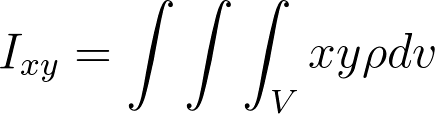 I_{xy} = \int \int \int_V xy\rho dv